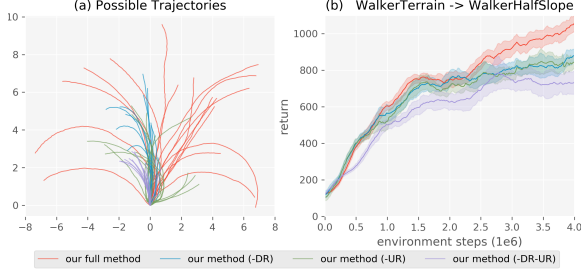 (a) Possible Trajectories
10
8
6
4
2
0
−8 −6 −4 −2 0 2 4 6 8
(b) WalkerTerrain -> WalkerHalfSlope
return
1000
800
600
400
200
0
0.0 0.5 1.0 1.5 2.0 2.5 3.0 3.5 4.0
environment steps (1e6)
our full method our method (-DR) our method (-UR) our method (-DR-UR)